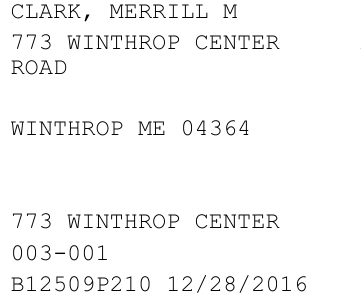 CLARK, MERRILL M
773 WINTHROP CENTER
ROAD
WINTHROP ME 04364
773 WINTHROP CENTER
003-001
B12509P210 12/28/2016